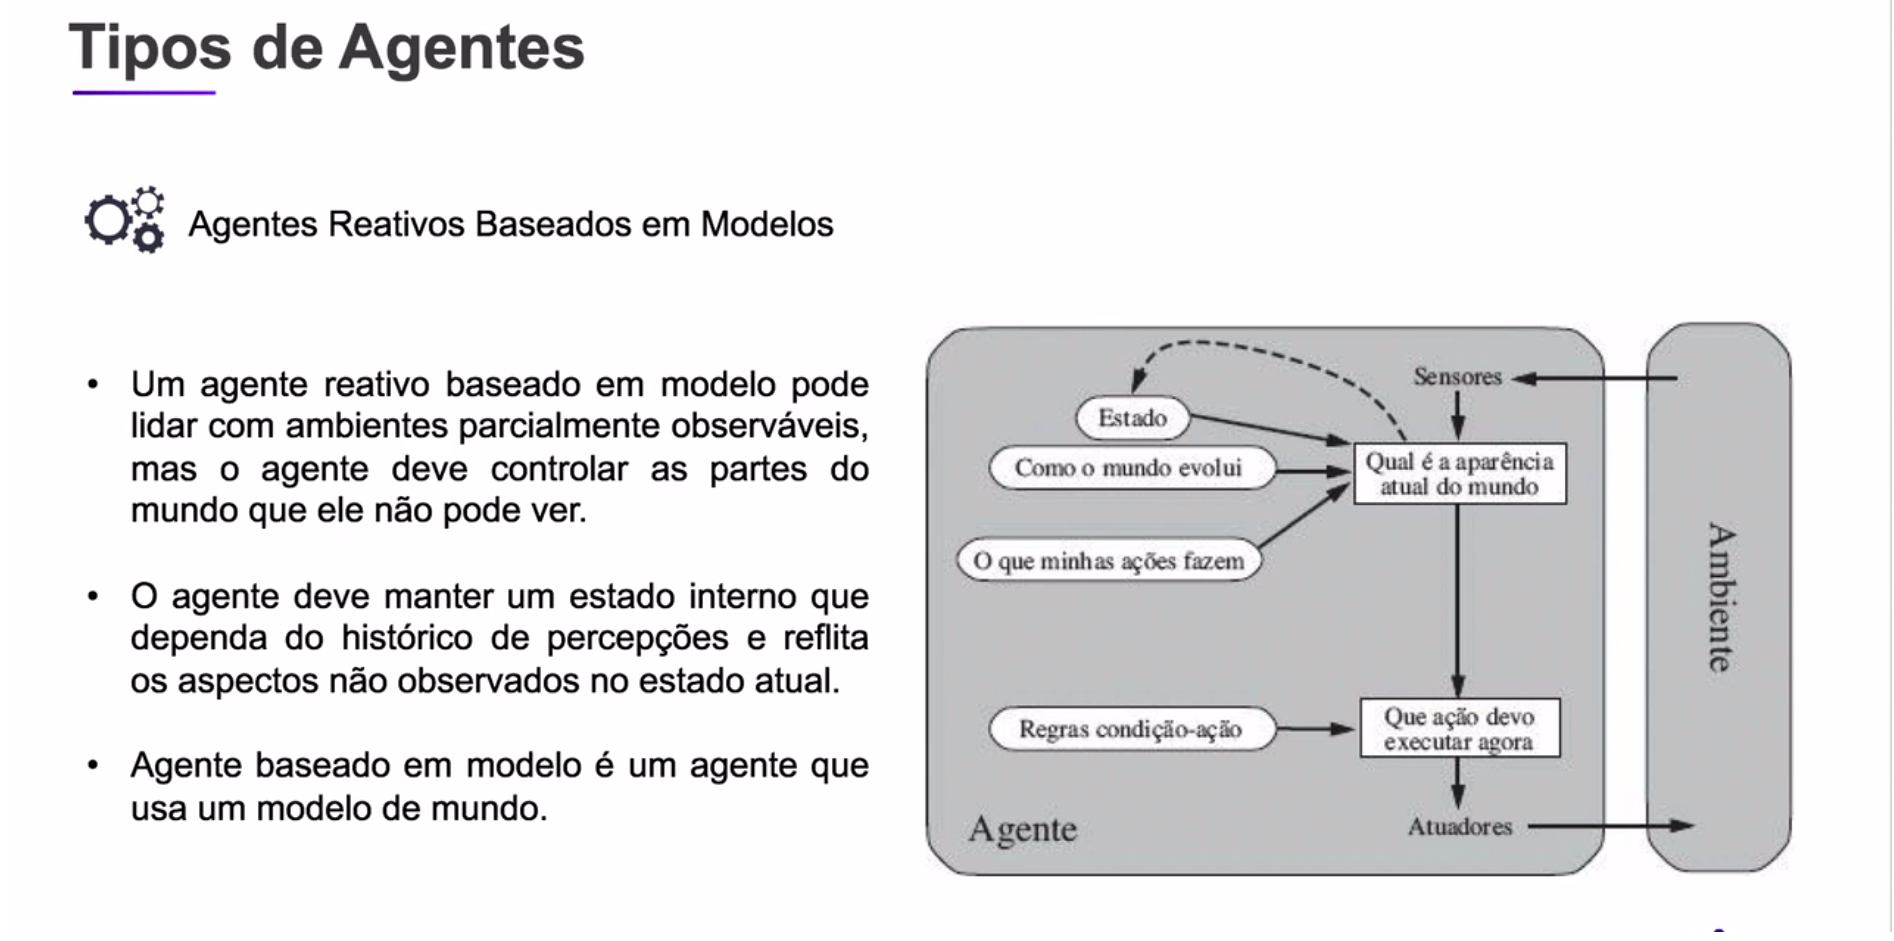 Tipos de Agentes
Agentes Reativos Baseados em Modelos
• Um agente reativo baseado em modelo pode
lidar com ambientes parcialmente observáveis,
mas o agente deve controlar as partes do
mundo que ele não pode ver.
• O agente deve manter um estado interno que
dependa do histórico de percepções e reflita
os aspectos não observados no estado atual.
• Agente baseado em modelo é um agente que
usa um modelo de mundo.
Sensores
Estado
Como o mundo evolui
Qual é a aparência
atual do mundo
O que minhas ações fazem
Regras condição-ação
Que ação devo
executar agora
Agente
Atuadores
Ambiente